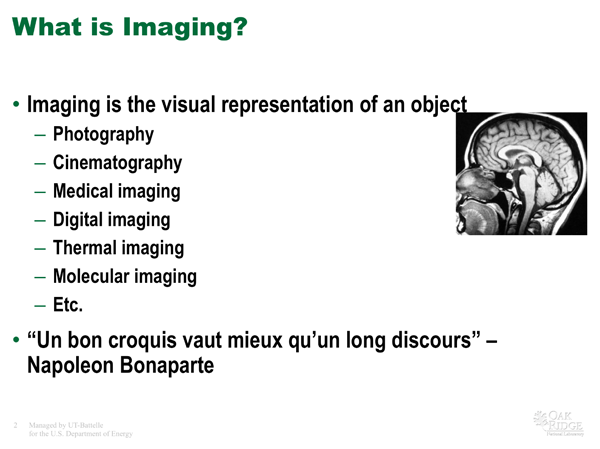 What is Imaging?
• Imaging is the visual representation of an object
– Photography
– Cinematography
– Medical imaging
– Digital imaging
– Thermal imaging
– Molecular imaging
– Etc.
• “Un bon croquis vaut mieux qu’un long discours” –
Napoleon Bonaparte
2 Managed by UT-Battelle
for the U.S. Department of Energy
OAK
RIDGE
National Laboratory